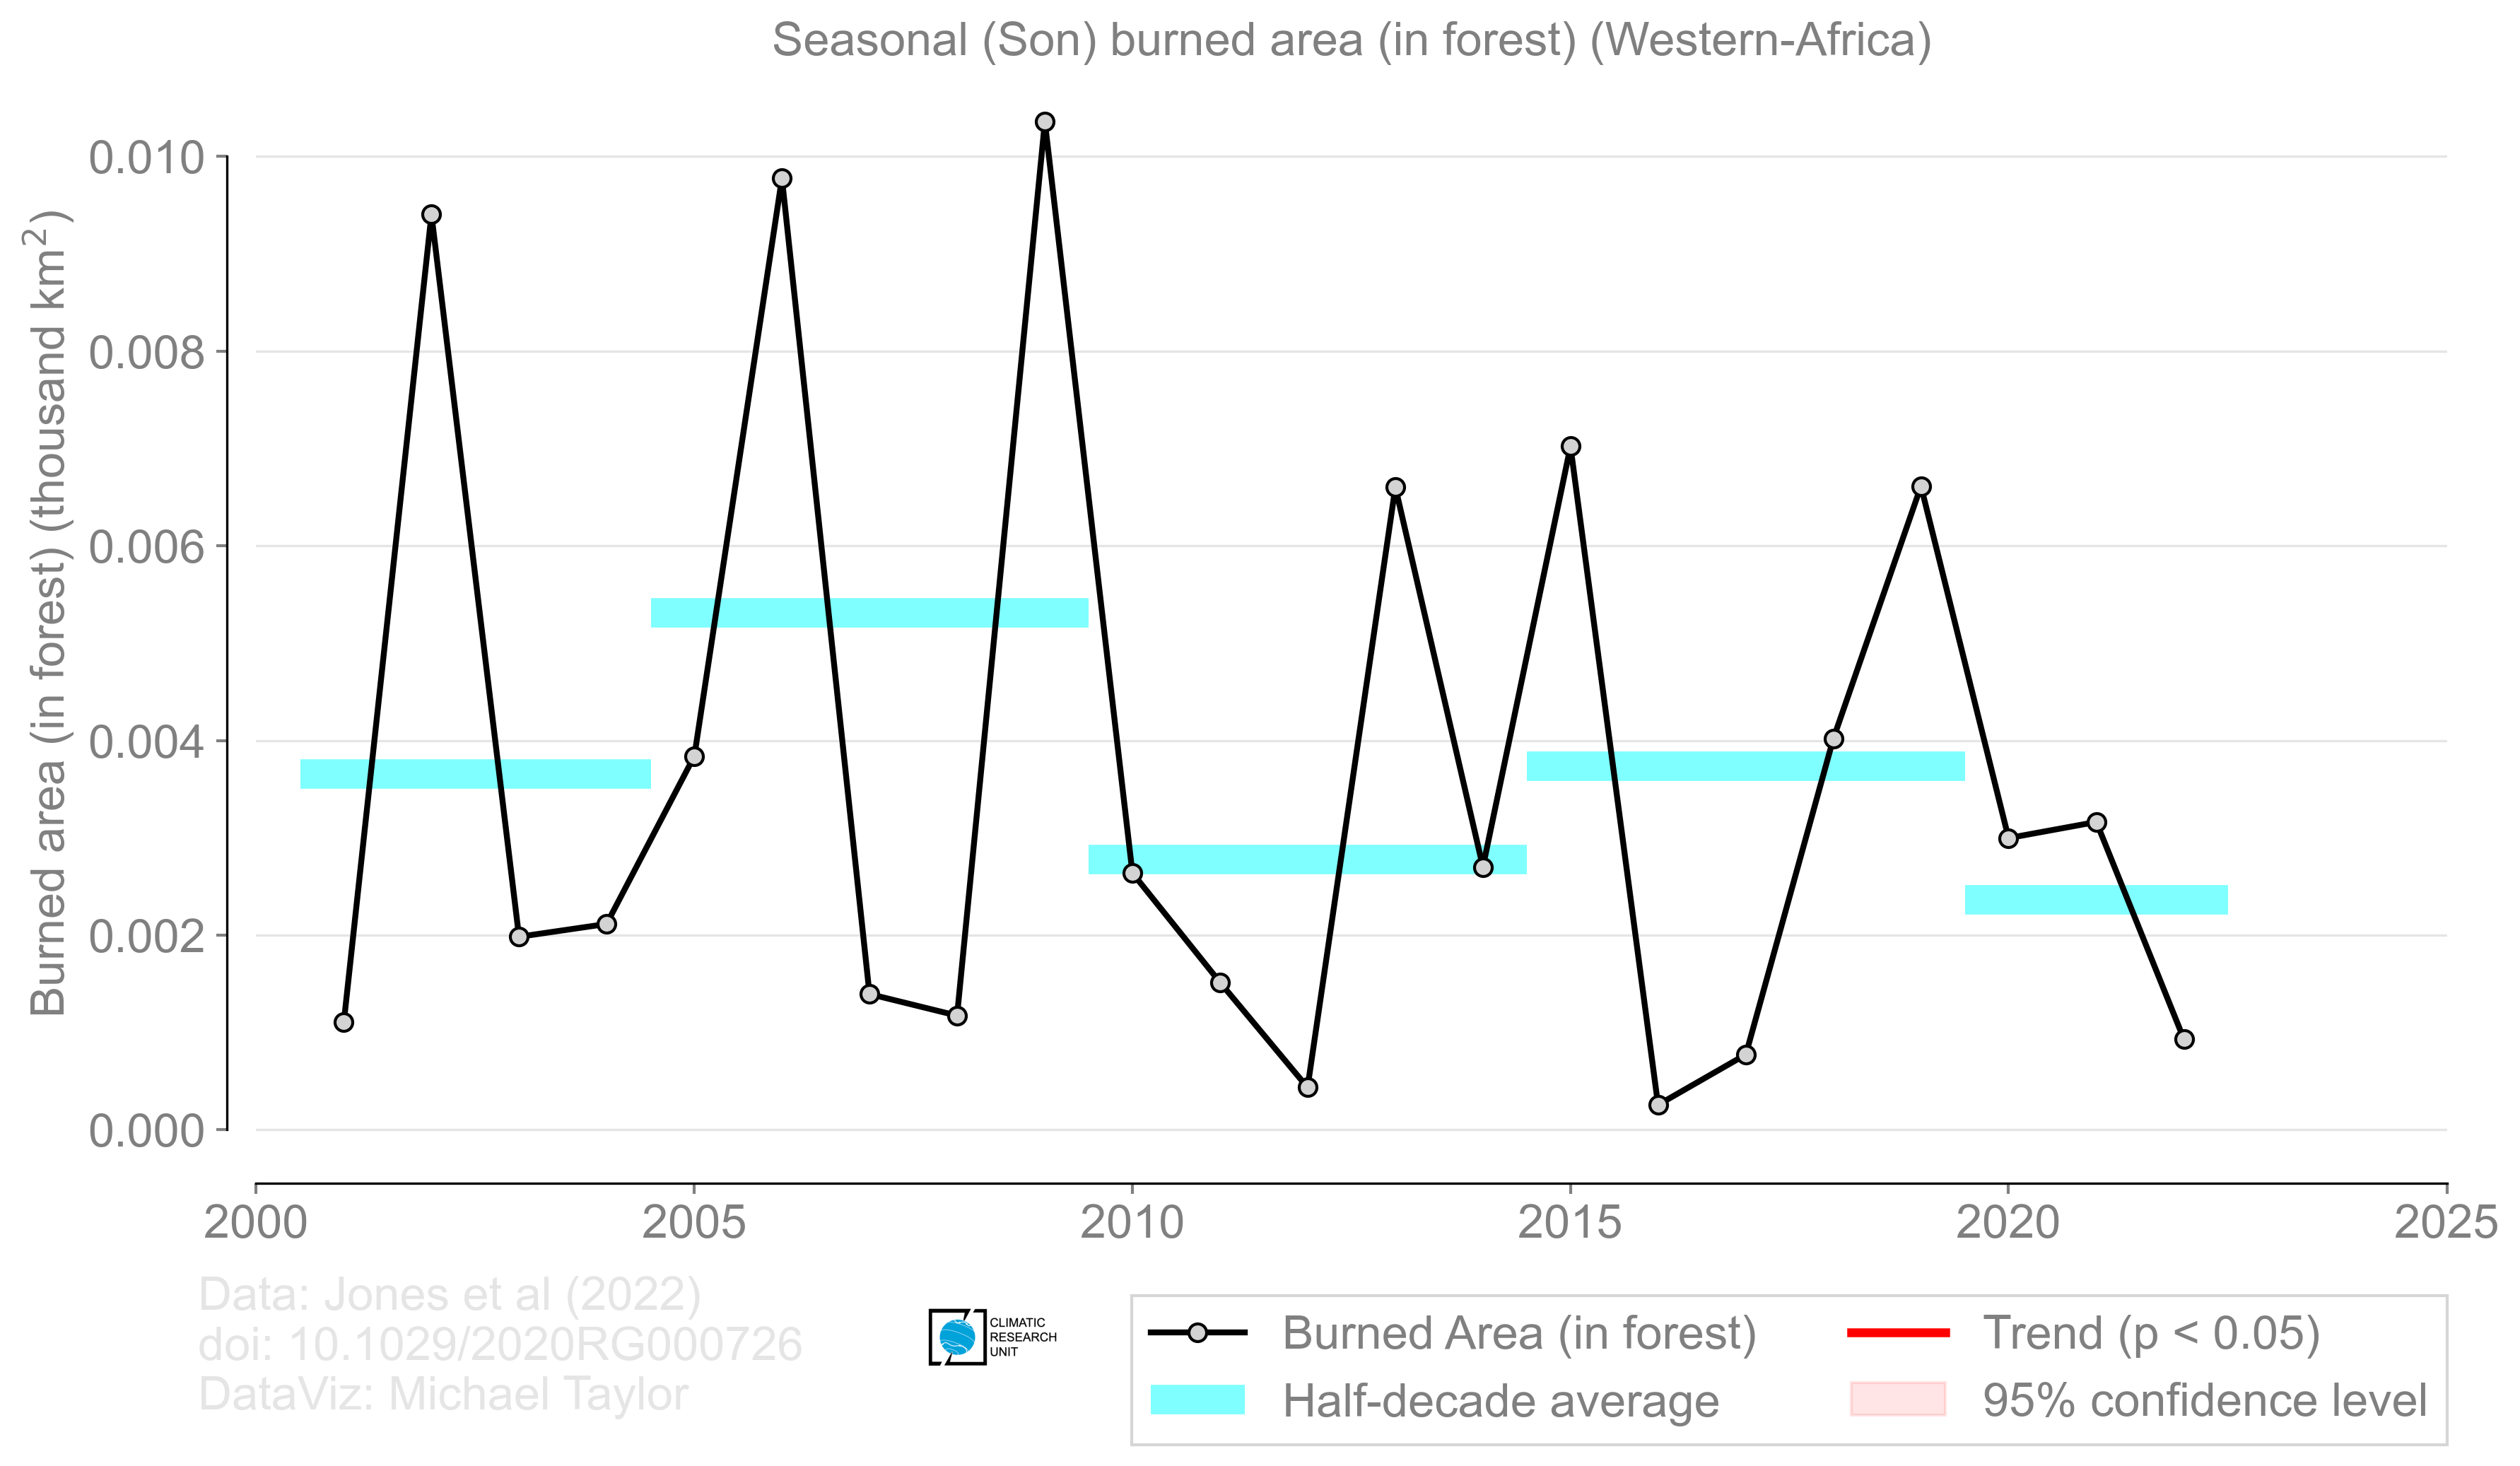 Seasonal (Son) burned area (in forest) (Western-Africa)
Burned area (in forest) (thousand km²)
0.010
0.008
0.006
0.004
0.002
0.000
2000 2005 2010 2015 2020 2025
Data: Jones et al (2022)
doi: 10.1029/2020RG000726
DataViz: Michael Taylor
CLIMATIC
RESEARCH
UNIT
Burned Area (in forest)
Half-decade average
Trend (p < 0.05)
95% confidence level